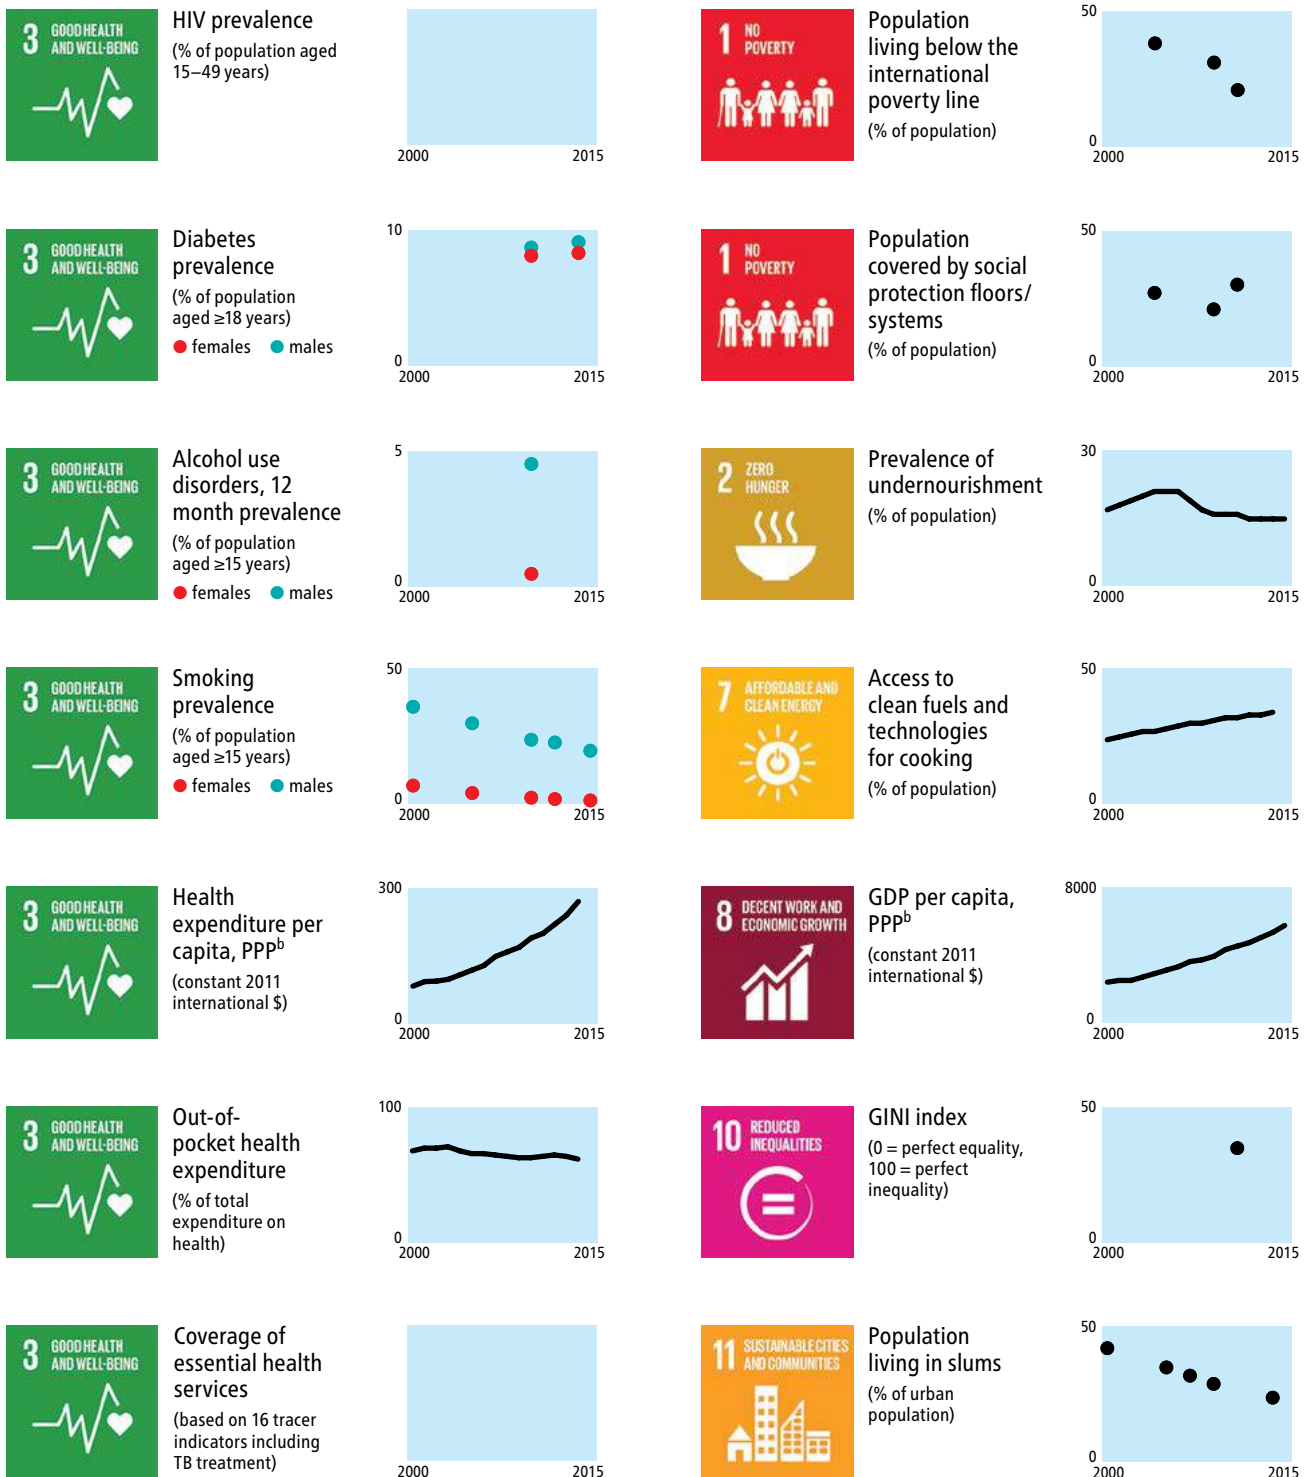 3 GOOD HEALTH
AND WELL-BEING
HIV prevalence
(% of population aged
15–49 years)
2000 2015
3 GOOD HEALTH
AND WELL-BEING
Diabetes
prevalence
(% of population
aged ≥18 years)
females males
10
0
2000 2015
3 GOOD HEALTH
AND WELL-BEING
Alcohol use
disorders, 12
month prevalence
(% of population
aged ≥15 years)
females males
5
0
2000 2015
3 GOOD HEALTH
AND WELL-BEING
Smoking
prevalence
(% of population
aged ≥15 years)
females males
50
0
2000 2015
3 GOOD HEALTH
AND WELL-BEING
Health
expenditure per
capita, PPPb
(constant 2011
international $)
300
0
2000 2015
3 GOOD HEALTH
AND WELL-BEING
Out-of-
pocket health
expenditure
(% of total
expenditure on
health)
100
0
2000 2015
3 GOOD HEALTH
AND WELL-BEING
Coverage of
essential health
services
(based on 16 tracer
indicators including
TB treatment)
2000 2015
1 NO
POVERTY
Population
living below the
international
poverty line
(% of population)
50
0
2000 2015
1 NO
POVERTY
Population
covered by social
protection floors/
systems
(% of population)
50
0
2000 2015
2 ZERO
HUNGER
Prevalence of
undernourishment
(% of population)
30
0
2000 2015
7 AFFORDABLE AND
CLEAN ENERGY
Access to
clean fuels and
technologies
for cooking
(% of population)
50
0
2000 2015
8 DECENT WORK AND
ECONOMIC GROWTH
GDP per capita,
PPPb
(constant 2011
international $)
8000
0
2000 2015
10 REDUCED
INEQUALITIES
GINI index
(0 = perfect equality,
100 = perfect
inequality)
50
0
2000 2015
11 SUSTAINABLE CITIES
AND COMMUNITIES
Population
living in slums
(% of urban
population)
50
0
2000 2015